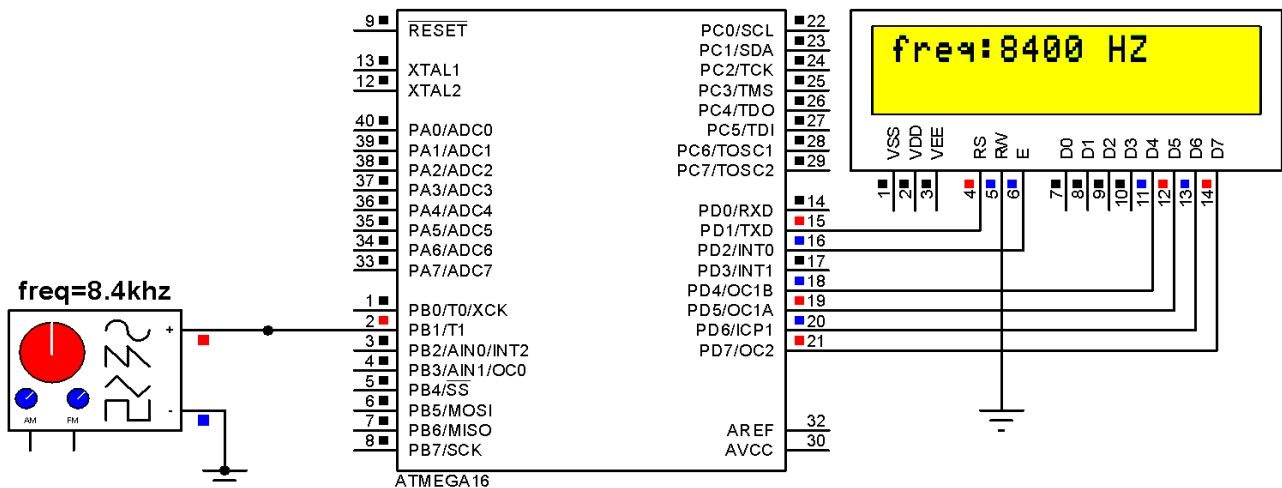 freq:8400 HZ
freq=8.4khz
AM
FM
+
-
9 RESET
13 XTAL1
12 XTAL2
40 PA0/ADC0
39 PA1/ADC1
38 PA2/ADC2
37 PA3/ADC3
36 PA4/ADC4
35 PA5/ADC5
34 PA6/ADC6
33 PA7/ADC7
1 PB0/T0/XCK
2 PB1/T1
3 PB2/AIN0/INT2
4 PB3/AIN1/OC0
5 PB4/SS
6 PB5/MOSI
7 PB6/MISO
8 PB7/SCK
PC0/SCL 22
PC1/SDA 23
PC2/TCK 24
PC3/TMS 25
PC4/TDO 26
PC5/TDI 27
PC6/TOSC1 28
PC7/TOSC2 29
PD0/RXD 14
PD1/TXD 15
PD2/INT0 16
PD3/INT1 17
PD4/OC1B 18
PD5/OC1A 19
PD6/ICP1 20
PD7/OC2 21
AREF 32
AVCC 30
ATMEGA16
VSS 1
VDD 2
VEE 3
RS 4
RW 5
E 6
D0 7
D1 8
D2 9
D3 10
D4 11
D5 12
D6 13
D7 14